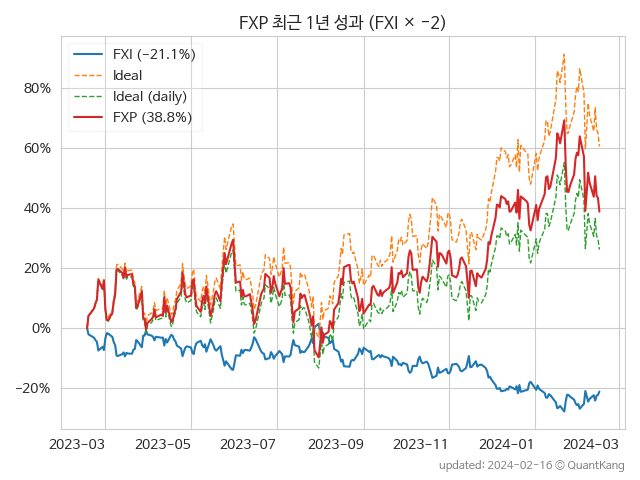 FXP 최근 1년 성과 (FXI × −2)
FXI (−21.1%)
Ideal
Ideal (daily)
FXP (38.8%)
80%
60%
40%
20%
0%
−20%
2023-03 2023-05 2023-07 2023-09 2023-11 2024-01 2024-03
updated: 2024-02-16 © QuantKang